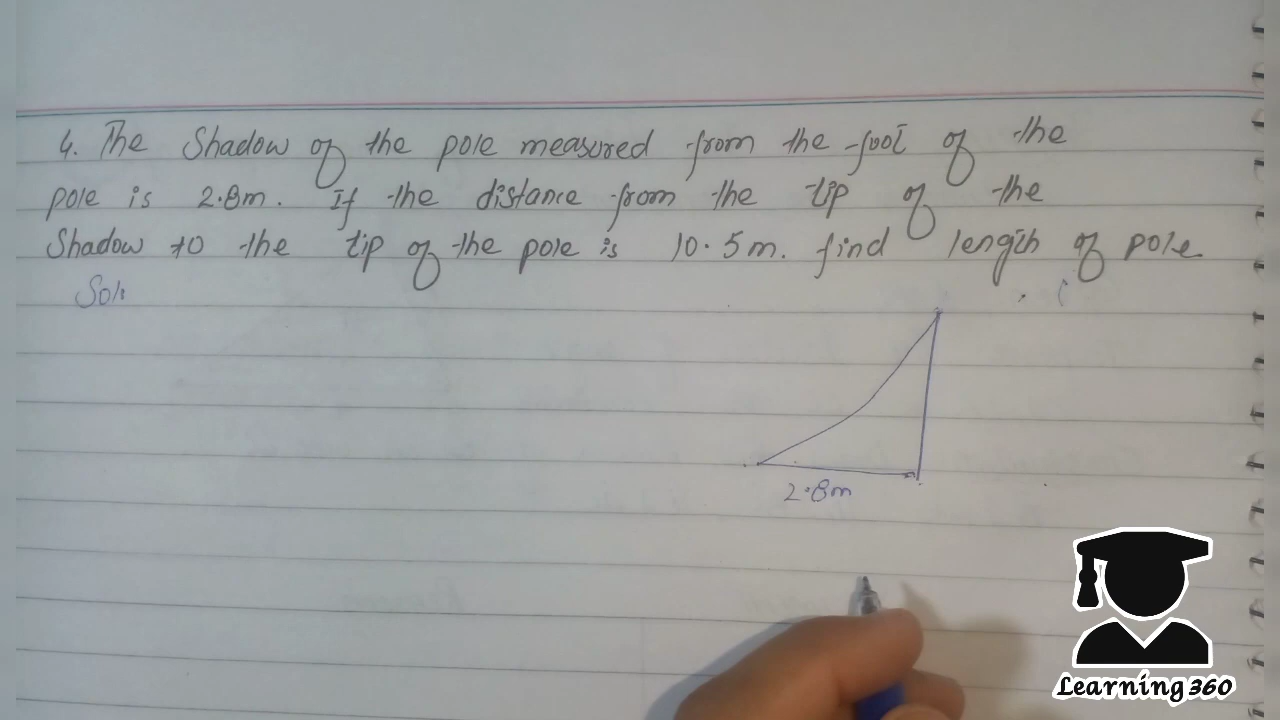 4. The Shadow of the pole measured from the foot of the
pole is 2.8m. If the distance from the tip of the
Shadow to the tip of the pole is 10.5m. find length of pole
Sol:
2.8m
Learning 360